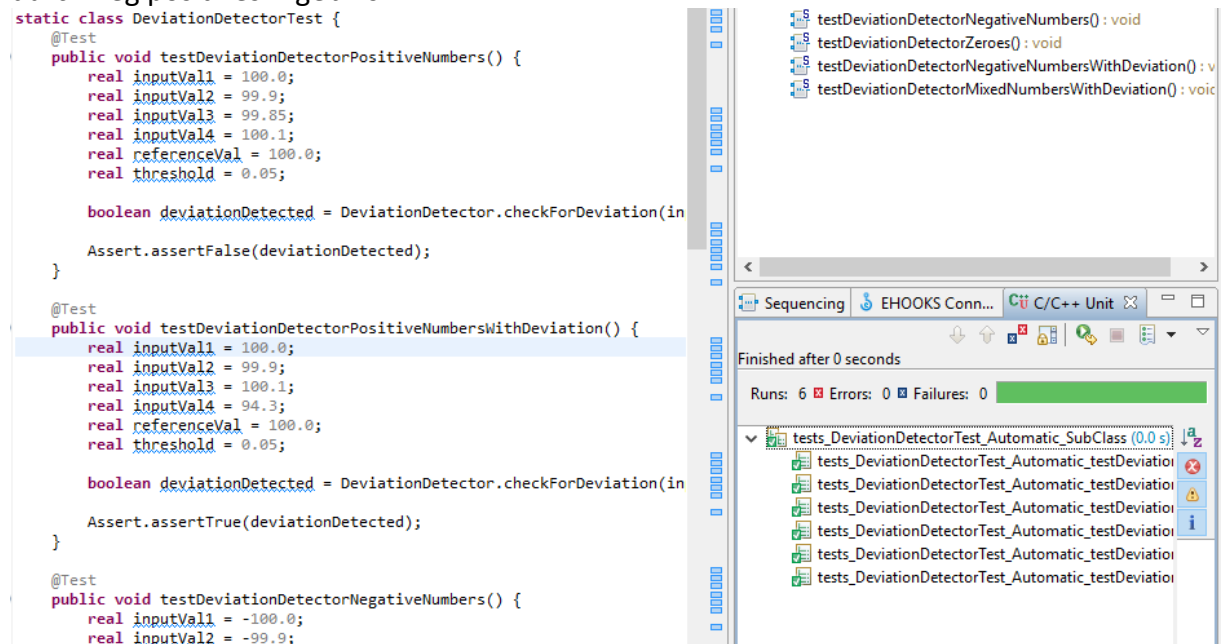 static class DeviationDetectorTest {
@Test
public void testDeviationDetectorPositiveNumbers() {
real inputVal1 = 100.0;
real inputVal2 = 99.9;
real inputVal3 = 99.85;
real inputVal4 = 100.1;
real referenceVal = 100.0;
real threshold = 0.05;
boolean deviationDetected = DeviationDetector.checkForDeviation(in
Assert.assertFalse(deviationDetected);
}
@Test
public void testDeviationDetectorPositiveNumbersWithDeviation() {
real inputVal1 = 100.0;
real inputVal2 = 99.9;
real inputVal3 = 100.1;
real inputVal4 = 94.3;
real referenceVal = 100.0;
real threshold = 0.05;
boolean deviationDetected = DeviationDetector.checkForDeviation(in
Assert.assertTrue(deviationDetected);
}
@Test
public void testDeviationDetectorNegativeNumbers() {
real inputVal1 = -100.0;
real inputVal2 = -99.9;
testDeviationDetectorNegativeNumbers() : void
testDeviationDetectorZeroes() : void
testDeviationDetectorNegativeNumbersWithDeviation() : v
testDeviationDetectorMixedNumbersWithDeviation() : voic
Sequencing EHOOKS Conn... C/C++ Unit
Finished after 0 seconds
Runs: 6 Errors: 0 Failures: 0
tests_DeviationDetectorTest_Automatic_SubClass (0.0 s)
tests_DeviationDetectorTest_Automatic_testDeviation
tests_DeviationDetectorTest_Automatic_testDeviation
tests_DeviationDetectorTest_Automatic_testDeviation
tests_DeviationDetectorTest_Automatic_testDeviation
tests_DeviationDetectorTest_Automatic_testDeviation
tests_DeviationDetectorTest_Automatic_testDeviation